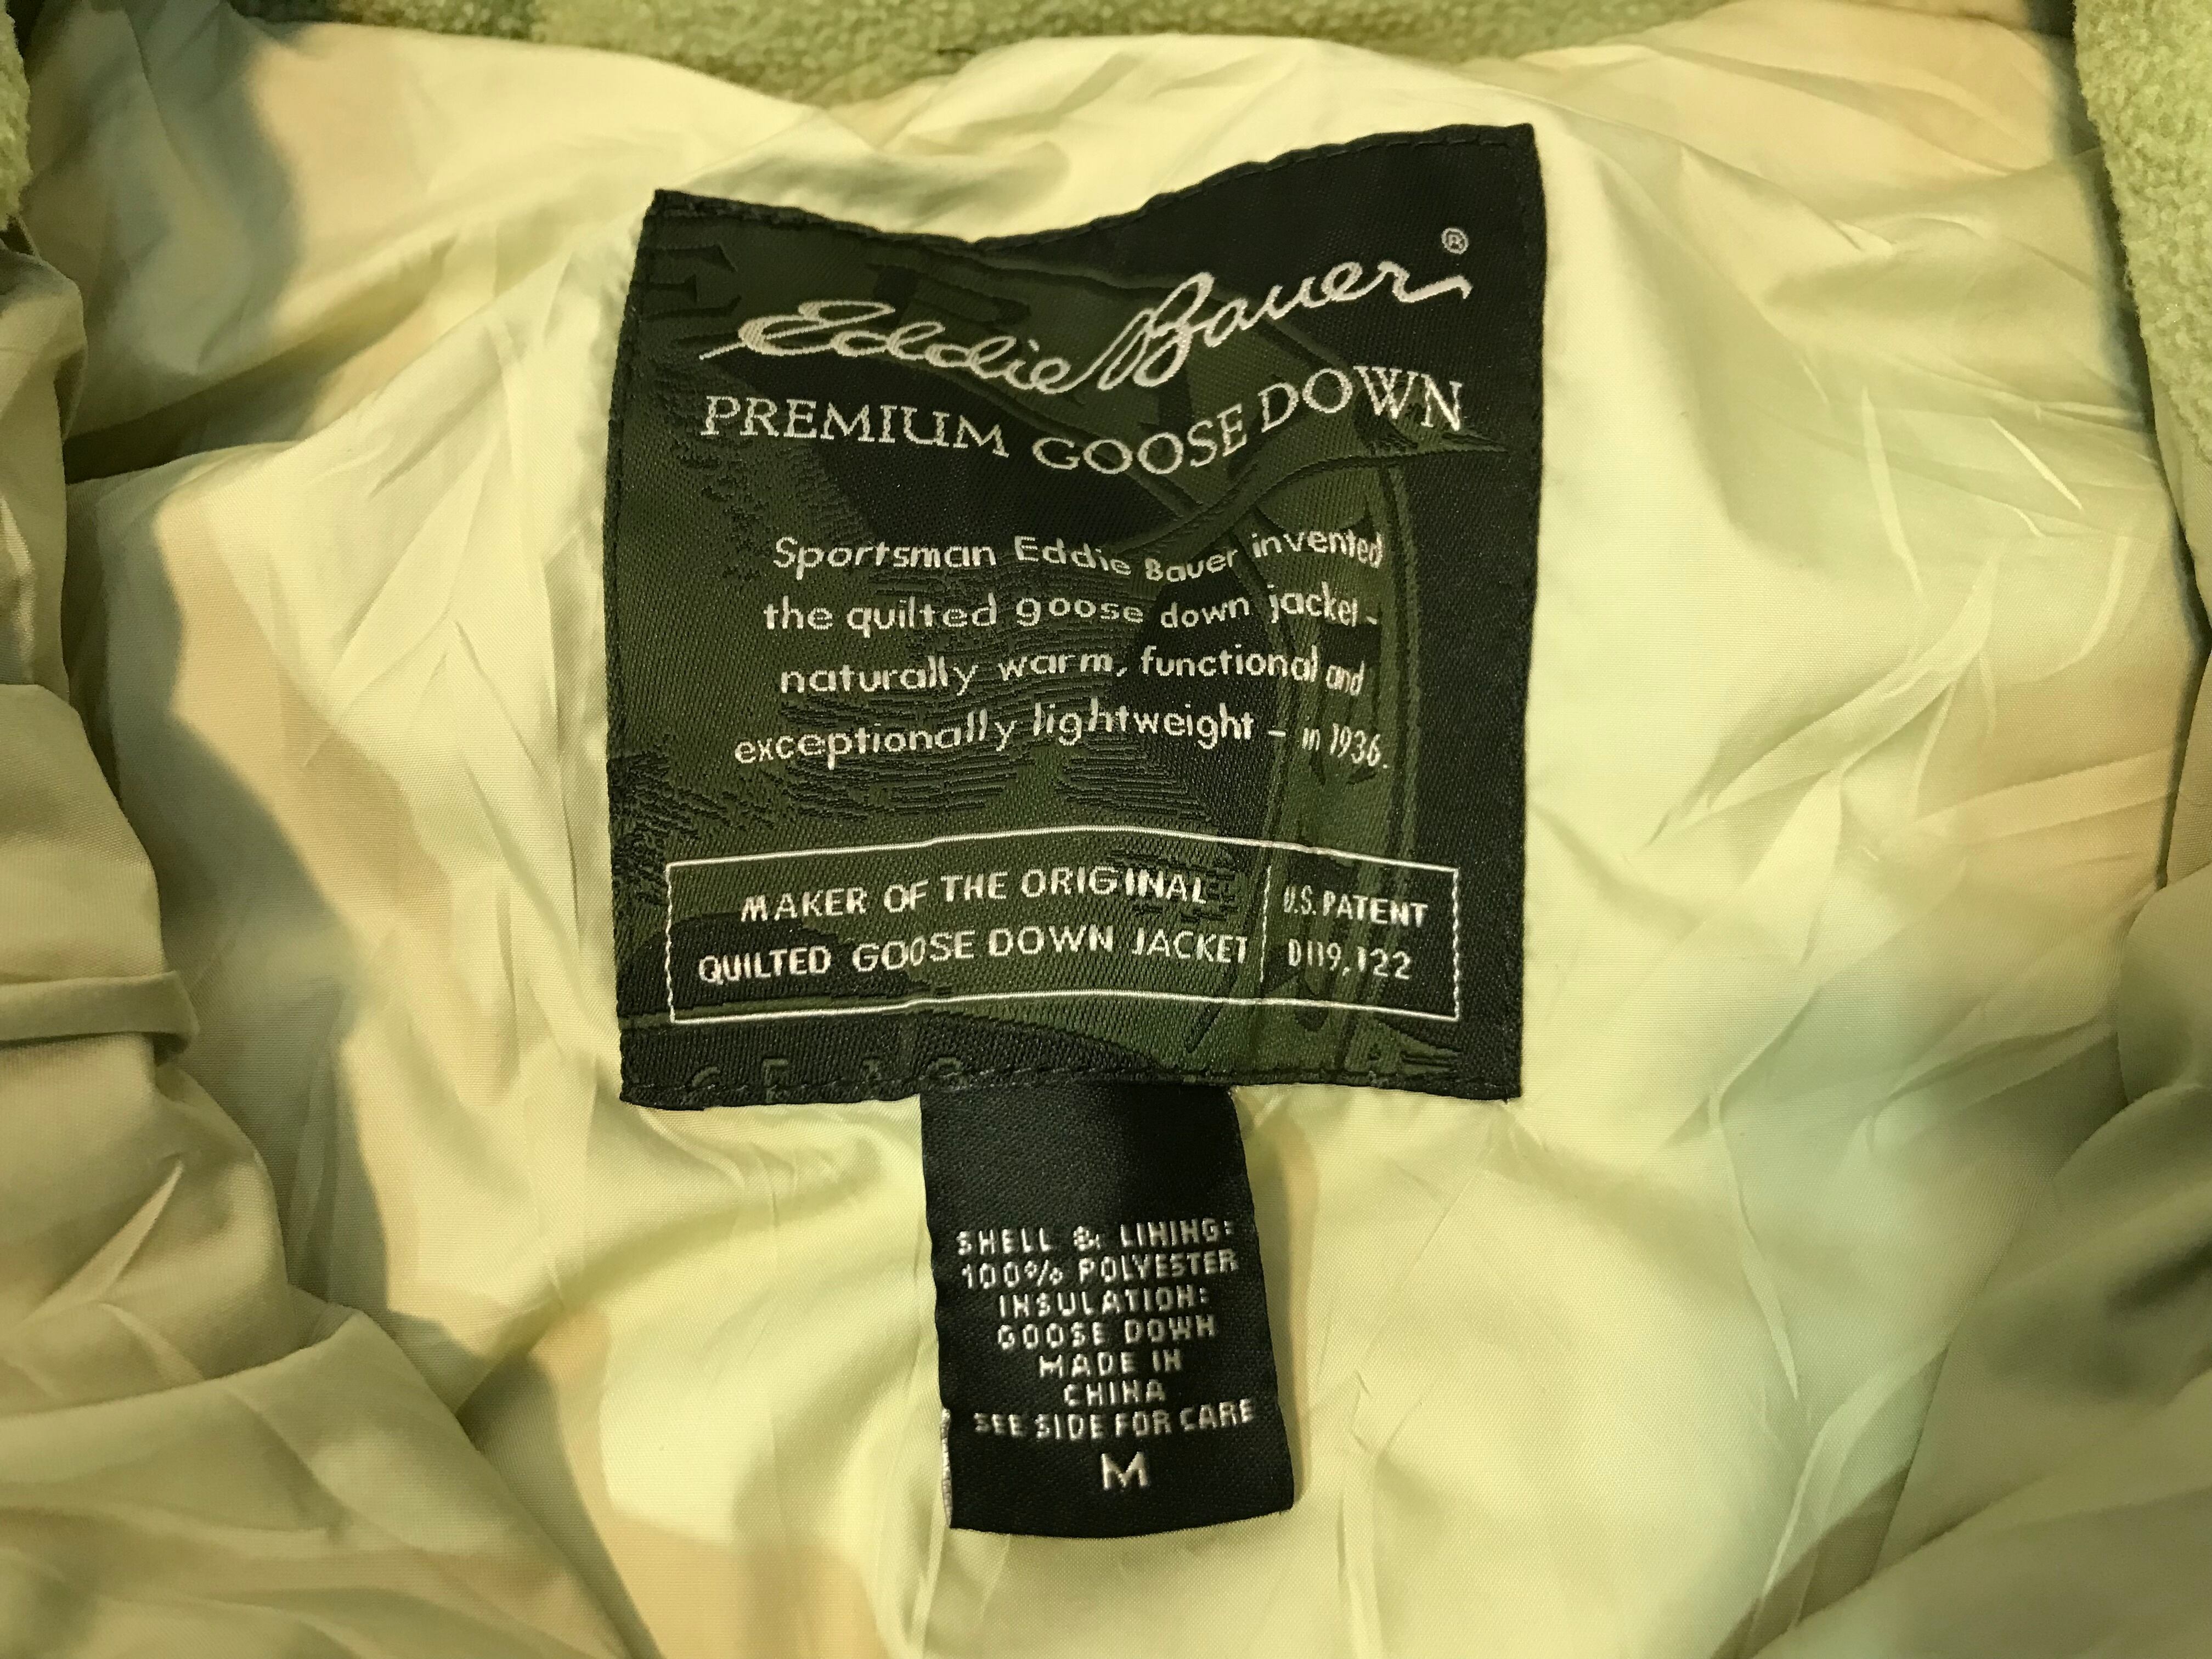 Eddie Bauer®
PREMIUM GOOSE DOWN
Sportsman Eddie Bauer invented
the quilted goose down jacket -
naturally warm, functional and
exceptionally lightweight - in 1936.
MAKER OF THE ORIGINAL
QUILTED GOOSE DOWN JACKET
U.S. PATENT
D119,122
SHELL & LINING:
100% POLYESTER
INSULATION:
GOOSE DOWN
MADE IN
CHINA
SEE SIDE FOR CARE
M